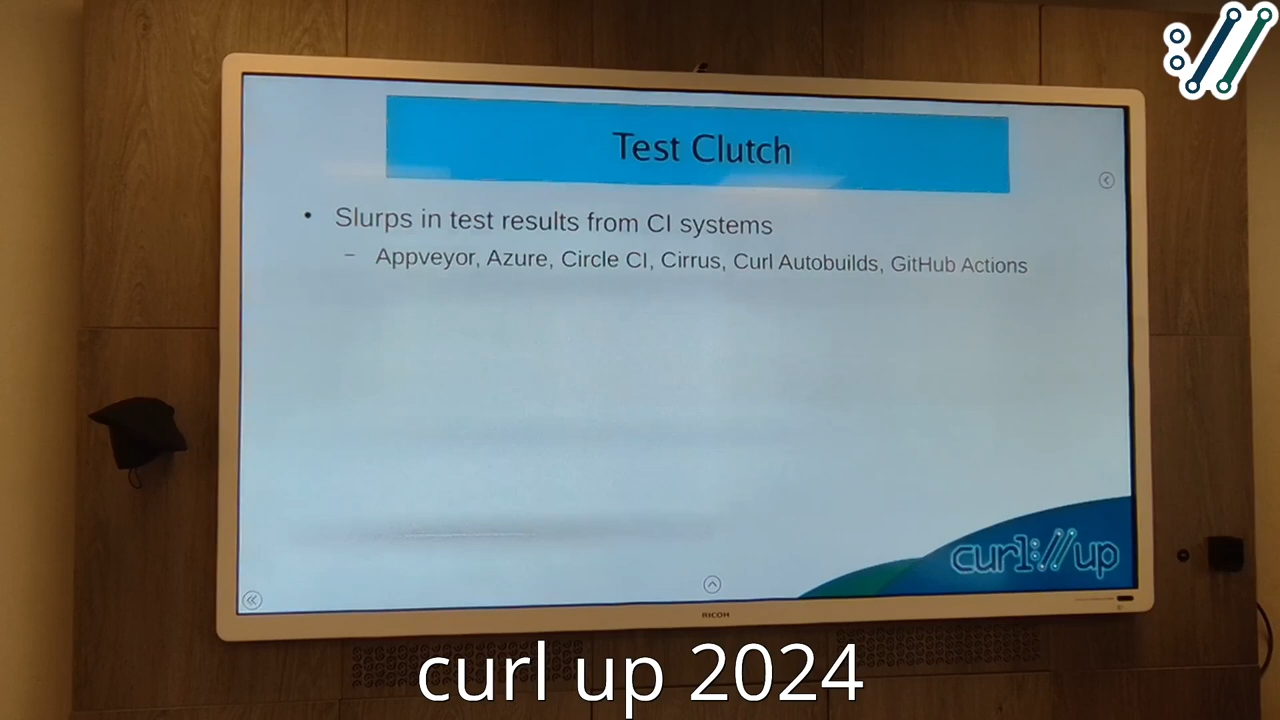 Test Clutch
• Slurps in test results from CI systems
– Appveyor, Azure, Circle CI, Cirrus, Curl Autobuilds, GitHub Actions
curl:// up
RICOH
curl up 2024